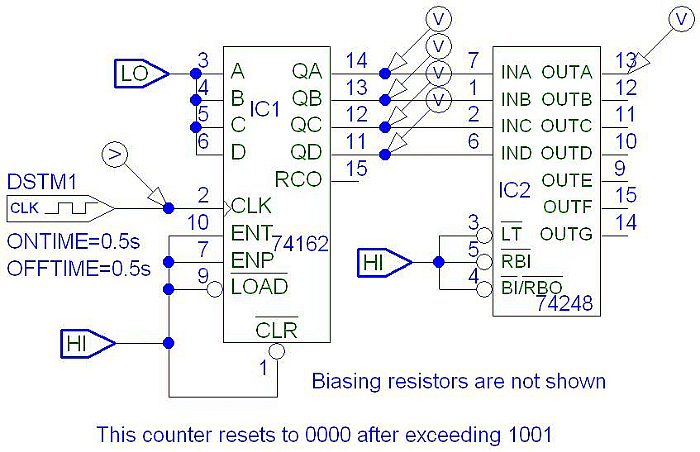 V
V
V
V
V
LO
3 A QA 14 7 INA OUTA 13
4 B QB 13 1 INB OUTB 12
IC1
5 C QC 12 2 INC OUTC 11
6 D QD 11 6 IND OUTD 10
RCO 15 OUTE 9
IC2
DSTM1
CLK
2 CLK OUTF 15
10 ENT 3 LT OUTG 14
ONTIME=0.5s
74162
7 ENP HI 5 RBI
OFFTIME=0.5s
9 LOAD 4 BI/RBO
74248
CLR
HI
1
Biasing resistors are not shown
This counter resets to 0000 after exceeding 1001